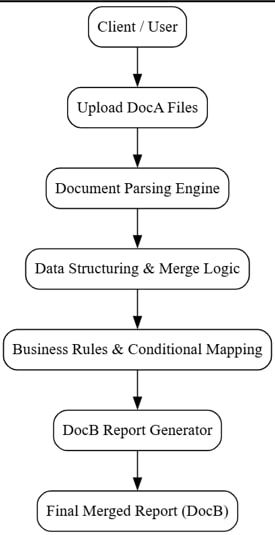 Client / User
Upload DocA Files
Document Parsing Engine
Data Structuring & Merge Logic
Business Rules & Conditional Mapping
DocB Report Generator
Final Merged Report (DocB)